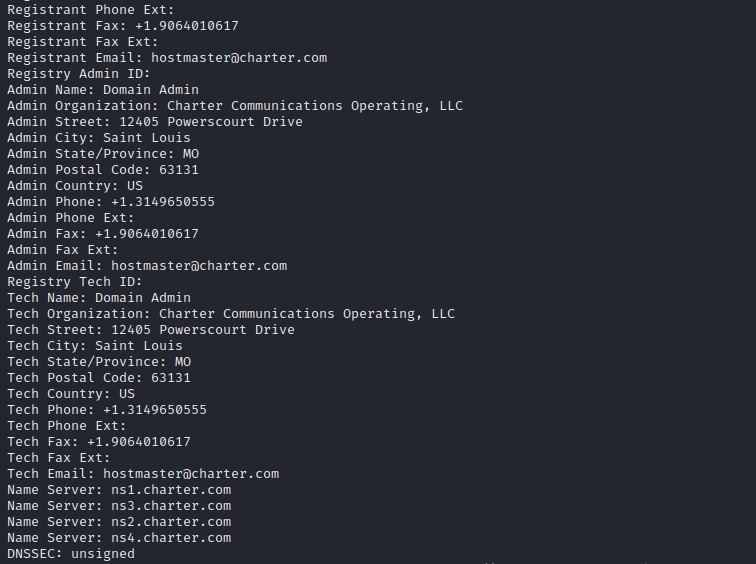 Registrant Phone Ext:
Registrant Fax: +1.9064010617
Registrant Fax Ext:
Registrant Email: hostmaster@charter.com
Registry Admin ID:
Admin Name: Domain Admin
Admin Organization: Charter Communications Operating, LLC
Admin Street: 12405 Powerscourt Drive
Admin City: Saint Louis
Admin State/Province: MO
Admin Postal Code: 63131
Admin Country: US
Admin Phone: +1.3149650555
Admin Phone Ext:
Admin Fax: +1.9064010617
Admin Fax Ext:
Admin Email: hostmaster@charter.com
Registry Tech ID:
Tech Name: Domain Admin
Tech Organization: Charter Communications Operating, LLC
Tech Street: 12405 Powerscourt Drive
Tech City: Saint Louis
Tech State/Province: MO
Tech Postal Code: 63131
Tech Country: US
Tech Phone: +1.3149650555
Tech Phone Ext:
Tech Fax: +1.9064010617
Tech Fax Ext:
Tech Email: hostmaster@charter.com
Name Server: ns1.charter.com
Name Server: ns3.charter.com
Name Server: ns2.charter.com
Name Server: ns4.charter.com
DNSSEC: unsigned